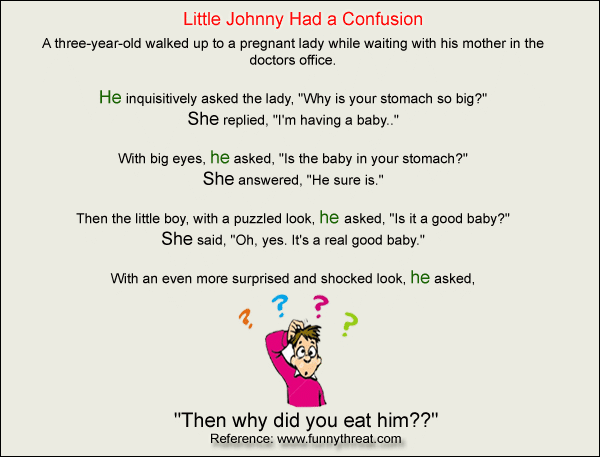 Little Johnny Had a Confusion
A three-year-old walked up to a pregnant lady while waiting with his mother in the
doctors office.
He inquisitively asked the lady, "Why is your stomach so big?"
She replied, "I'm having a baby.."
With big eyes, he asked, "Is the baby in your stomach?"
She answered, "He sure is."
Then the little boy, with a puzzled look, he asked, "Is it a good baby?"
She said, "Oh, yes. It's a real good baby."
With an even more surprised and shocked look, he asked,
? ? ? ?
"Then why did you eat him??"
Reference: www.funnythreat.com